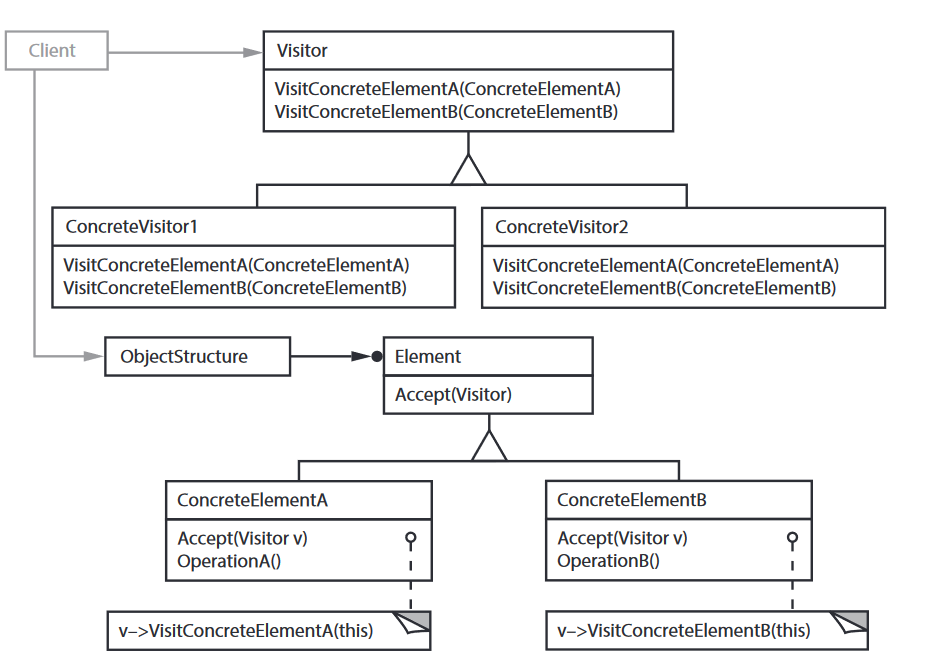 Client
Visitor
VisitConcreteElementA(ConcreteElementA)
VisitConcreteElementB(ConcreteElementB)
ConcreteVisitor1
VisitConcreteElementA(ConcreteElementA)
VisitConcreteElementB(ConcreteElementB)
ConcreteVisitor2
VisitConcreteElementA(ConcreteElementA)
VisitConcreteElementB(ConcreteElementB)
ObjectStructure
Element
Accept(Visitor)
ConcreteElementA
Accept(Visitor v)
OperationA()
v–>VisitConcreteElementA(this)
ConcreteElementB
Accept(Visitor v)
OperationB()
v–>VisitConcreteElementB(this)